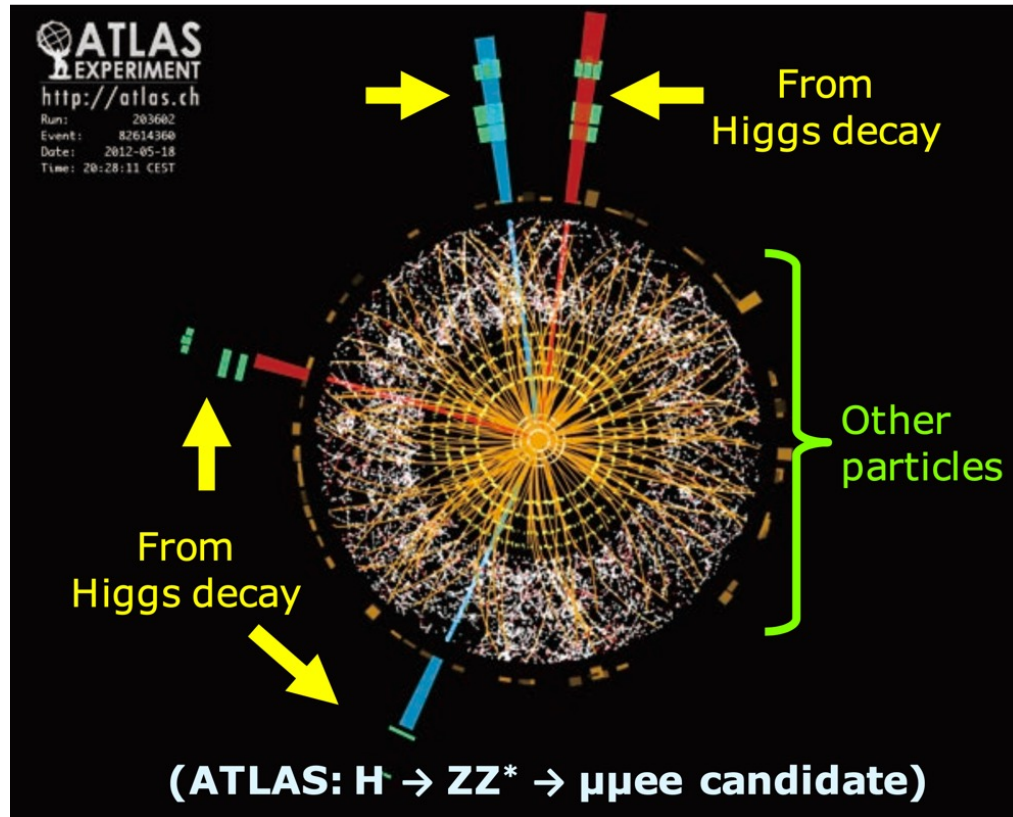 ATLAS
EXPERIMENT
http://atlas.ch
Run: 203602
Event: 82614360
Date: 2012-05-18
Time: 20:28:11 CEST
From
Higgs decay
Other
particles
From
Higgs decay
(ATLAS: H → ZZ* → μμee candidate)